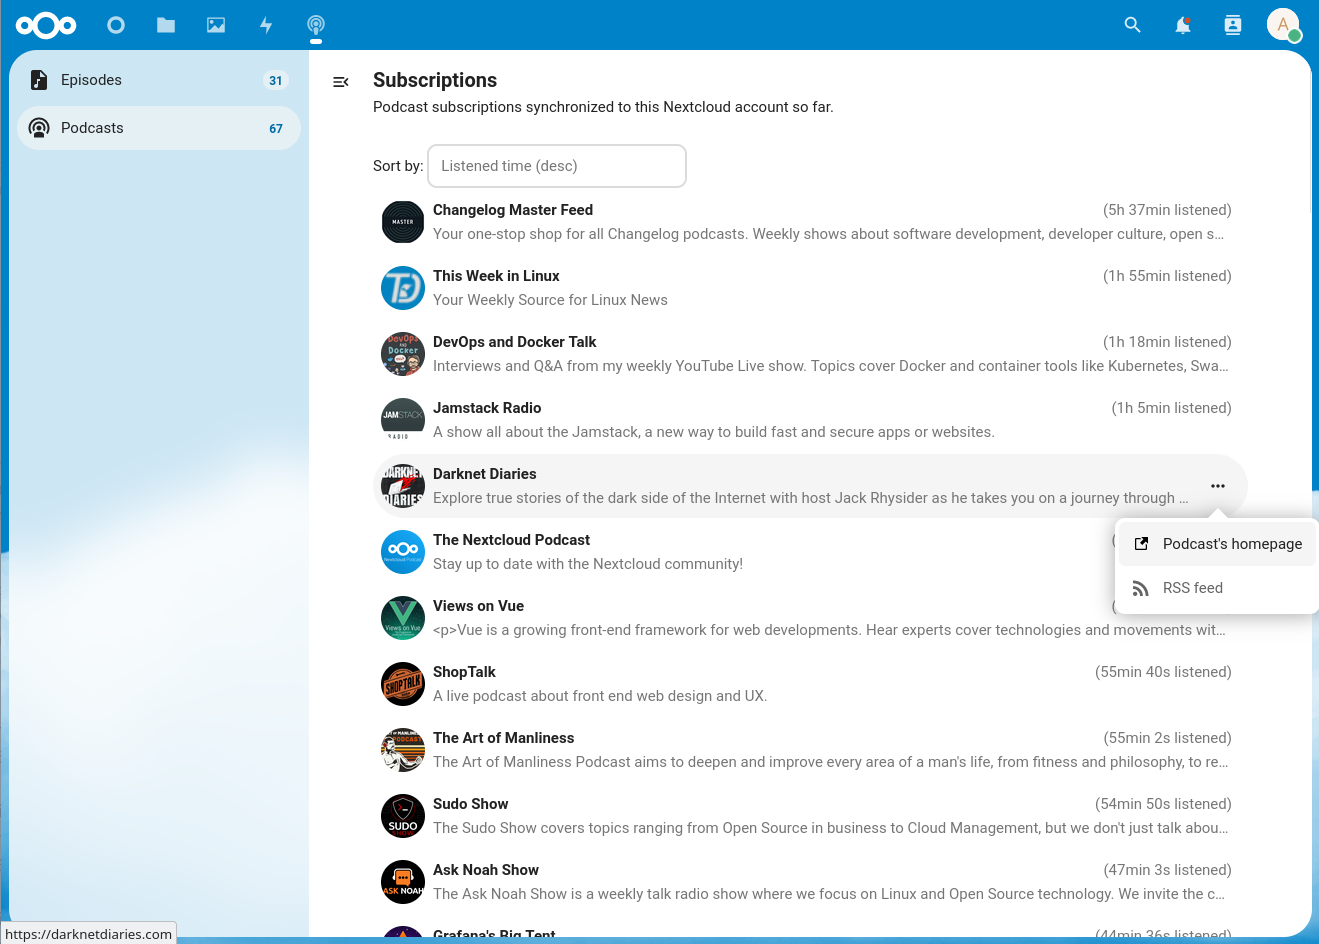 A
Episodes 31
Podcasts 67
Subscriptions
Podcast subscriptions synchronized to this Nextcloud account so far.
Sort by: Listened time (desc)
MASTER
Changelog Master Feed (5h 37min listened)
Your one-stop shop for all Changelog podcasts. Weekly shows about software development, developer culture, open s…
This Week in Linux (1h 55min listened)
Your Weekly Source for Linux News
DevOps AND Docker
DevOps and Docker Talk (1h 18min listened)
Interviews and Q&A from my weekly YouTube Live show. Topics cover Docker and container tools like Kubernetes, Swa…
JAMSTACK
RADIO
Jamstack Radio (1h 5min listened)
A show all about the Jamstack, a new way to build fast and secure apps or websites.
DARKNET
DIARIES
Darknet Diaries
Explore true stories of the dark side of the Internet with host Jack Rhysider as he takes you on a journey through …
Podcast's homepage
RSS feed
Nextcloud Podcast
The Nextcloud Podcast (
Stay up to date with the Nextcloud community!
Views on Vue
Views on Vue (
<p>Vue is a growing front-end framework for web developments. Hear experts cover technologies and movements wit…
SHOPTALK
ShopTalk (55min 40s listened)
A live podcast about front end web design and UX.
The Art of Manliness (55min 2s listened)
The Art of Manliness Podcast aims to deepen and improve every area of a man's life, from fitness and philosophy, to re…
SUDO
SHOW
Sudo Show (54min 50s listened)
The Sudo Show covers topics ranging from Open Source in business to Cloud Management, but we don't just talk abou…
ASK NOAH
Ask Noah Show (47min 3s listened)
The Ask Noah Show is a weekly talk radio show where we focus on Linux and Open Source technology. We invite the c…
Grafana's Big Tent (44min 36s listened)
https://darknetdiaries.com